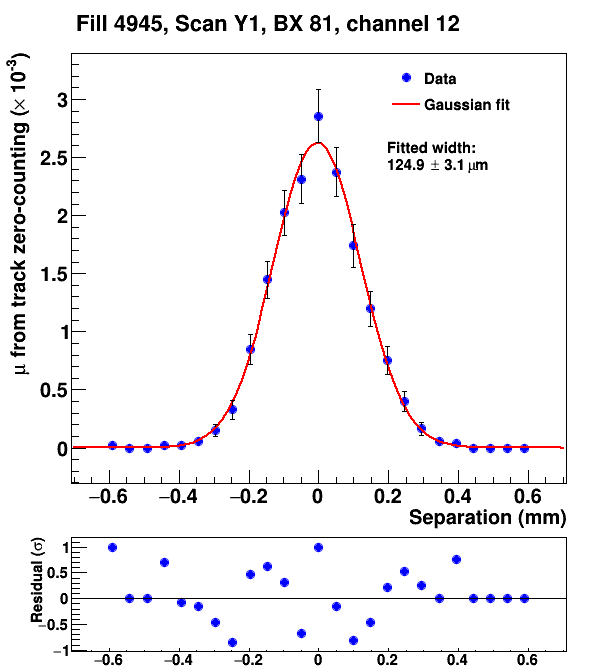 Fill 4945, Scan Y1, BX 81, channel 12
μ from track zero-counting (× 10⁻³)
3
2.5
2
1.5
1
0.5
0
Data
Gaussian fit
Fitted width:
124.9 ± 3.1 μm
−0.6 −0.4 −0.2 0 0.2 0.4 0.6
Separation (mm)
Residual (σ)
1
0.5
0
−0.5
−1
−0.6 −0.4 −0.2 0 0.2 0.4 0.6